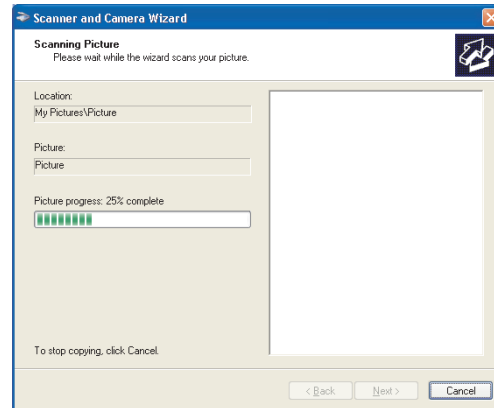 Scanner and Camera Wizard
Scanning Picture
Please wait while the wizard scans your picture.
Location:
My Pictures\Picture
Picture:
Picture
Picture progress: 25% complete
To stop copying, click Cancel.
< Back Next > Cancel